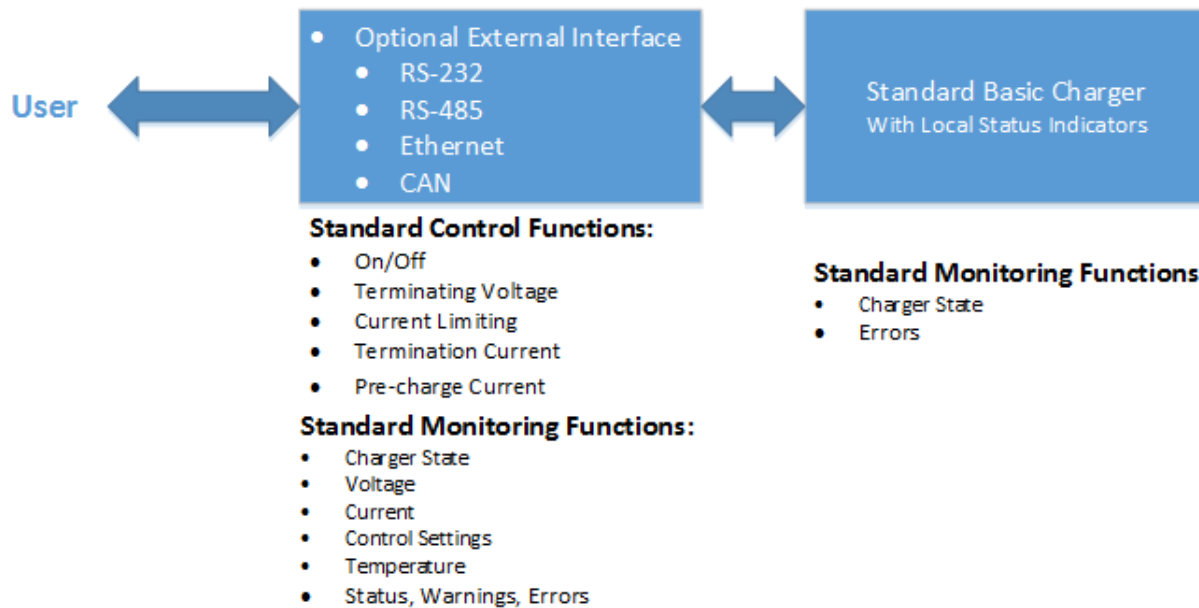 User
• Optional External Interface
• RS-232
• RS-485
• Ethernet
• CAN
Standard Basic Charger
With Local Status Indicators
Standard Control Functions:
• On/Off
• Terminating Voltage
• Current Limiting
• Termination Current
• Pre-charge Current
Standard Monitoring Functions:
• Charger State
• Voltage
• Current
• Control Settings
• Temperature
• Status, Warnings, Errors
Standard Monitoring Functions
• Charger State
• Errors